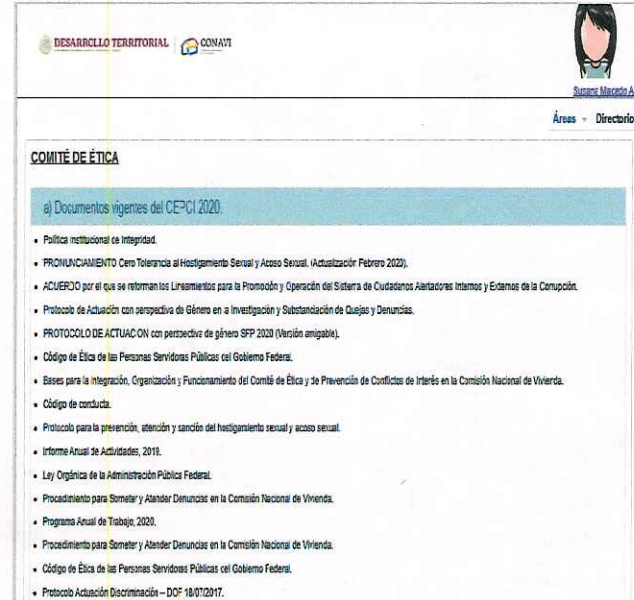 DESARROLLO TERRITORIAL
CONAVI
Susana Macedo A
Áreas
Directorio
COMITÉ DE ÉTICA
a) Documentos vigentes del CEPCI 2020.
Política Institucional de Integridad.
PRONUNCIAMIENTO Cero Tolerancia al Hostigamiento Sexual y Acoso Sexual. (Actualización Febrero 2020).
ACUERDO por el que se reforman los Lineamientos para la Promoción y Operación del Sistema de Ciudadanos Alertadores Internos y Externos de la Corrupción.
Protocolo de Actuación con perspectiva de Género en a Investigación y Substanciación de Quejas y Denuncias.
PROTOCOLO DE ACTUACION con perspectiva de género SFP 2020 (Versión amigable).
Código de Ética de las Personas Servidoras Públicas del Gobierno Federal.
Bases para la Integración, Organización y Funcionamiento del Comité de Ética y de Prevención de Conflictos de Interés en la Comisión Nacional de Vivienda.
Código de conducta.
Protocolo para la prevención, atención y sanción del hostigamiento sexual y acoso sexual.
Informe Anual de Actividades, 2019.
Ley Orgánica de la Administración Pública Federal.
Procedimiento para Someter y Atender Denuncias en la Comisión Nacional de Vivienda.
Programa Anual de Trabajo, 2020.
Procedimiento para Someter y Atender Denuncias en la Comisión Nacional de Vivienda.
Código de Ética de las Personas Servidoras Públicas del Gobierno Federal.
Protocolo Actuación Discriminación – DOF 18/07/2017.